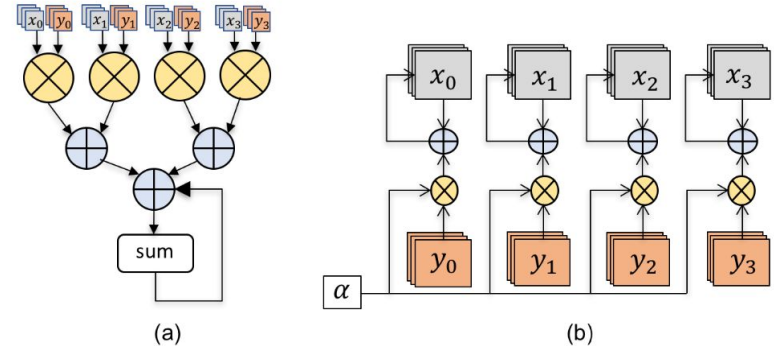 x₀ y₀ x₁ y₁ x₂ y₂ x₃ y₃
sum
(a)
x₀ x₁ x₂ x₃
y₀ y₁ y₂ y₃
α
(b)